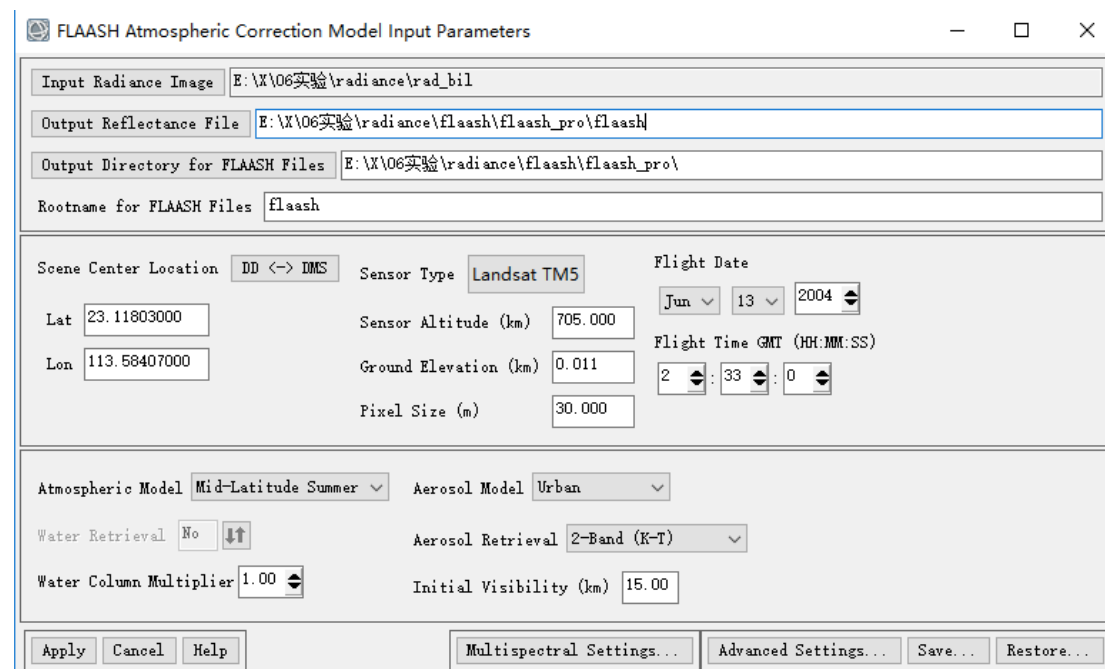 FLAASH Atmospheric Correction Model Input Parameters
Input Radiance Image E:\X\06实验\radiance\rad_bil
Output Reflectance File E:\X\06实验\radiance\flaash\flaash_pro\flaash
Output Directory for FLAASH Files E:\X\06实验\radiance\flaash\flaash_pro\
Rootname for FLAASH Files flaash
Scene Center Location DD <-> DMS
Lat 23.11803000
Lon 113.58407000
Sensor Type Landsat TM5
Sensor Altitude (km) 705.000
Ground Elevation (km) 0.011
Pixel Size (m) 30.000
Flight Date
Jun 13 2004
Flight Time GMT (HH:MM:SS)
2 : 33 : 0
Atmospheric Model Mid-Latitude Summer
Water Retrieval No
Water Column Multiplier 1.00
Aerosol Model Urban
Aerosol Retrieval 2-Band (K-T)
Initial Visibility (km) 15.00
Apply Cancel Help Multispectral Settings... Advanced Settings... Save... Restore...